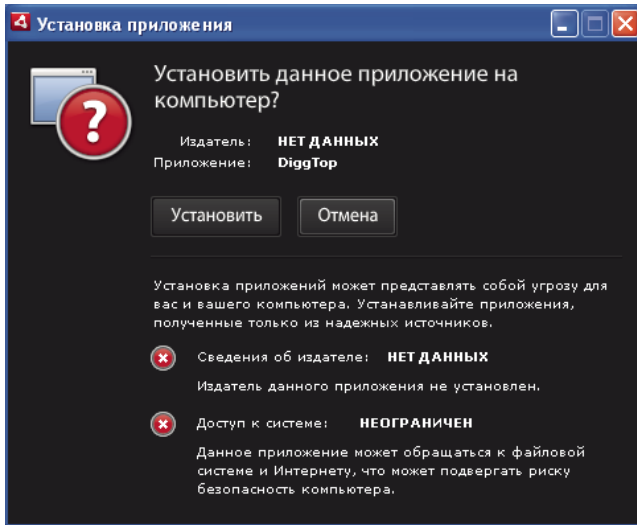 Установка приложения
Установить данное приложение на
компьютер?
Издатель: НЕТ ДАННЫХ
Приложение: DiggTop
Установить Отмена
Установка приложений может представлять собой угрозу для
вас и вашего компьютера. Устанавливайте приложения,
полученные только из надежных источников.
Сведения об издателе: НЕТ ДАННЫХ
Издатель данного приложения не установлен.
Доступ к системе: НЕОГРАНИЧЕН
Данное приложение может обращаться к файловой
системе и Интернету, что может подвергать риску
безопасность компьютера.